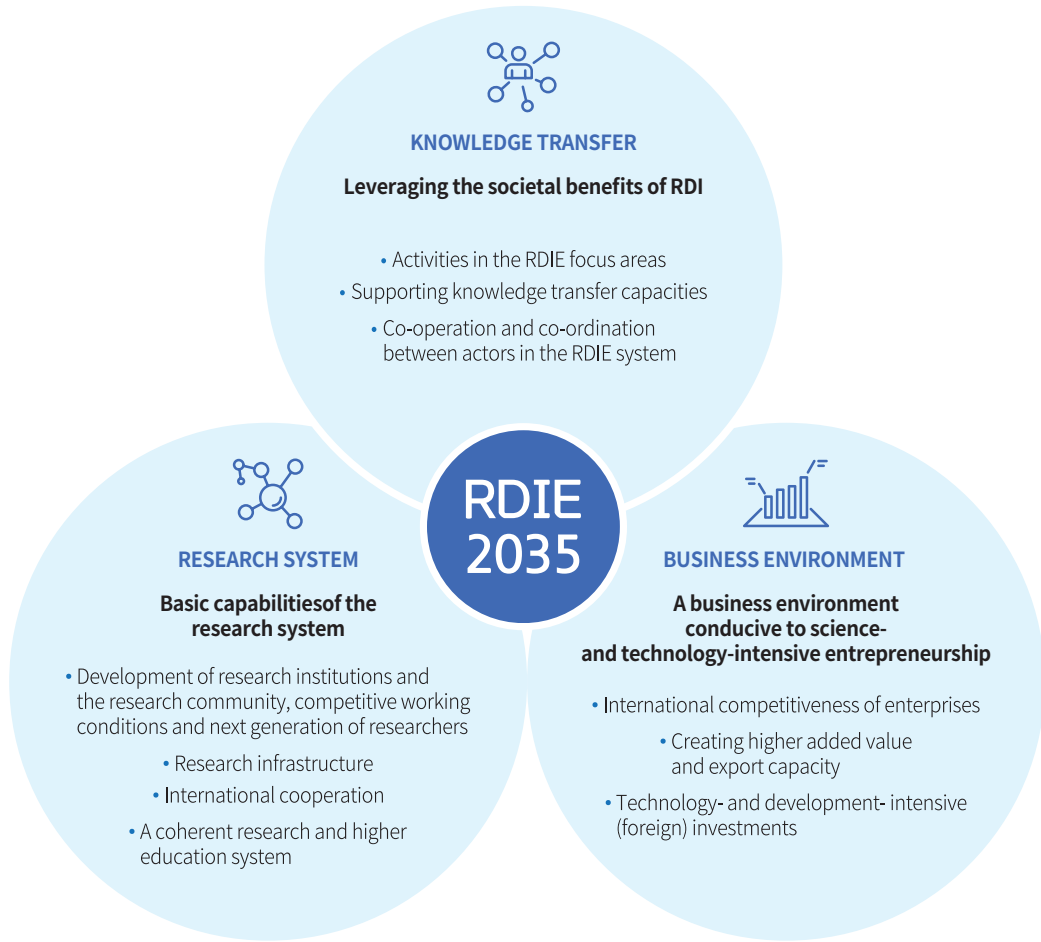 KNOWLEDGE TRANSFER
Leveraging the societal benefits of RDI
• Activities in the RDIE focus areas
• Supporting knowledge transfer capacities
• Co-operation and co-ordination
between actors in the RDIE system
RDIE
2035
RESEARCH SYSTEM
Basic capabilitiesof the
research system
• Development of research institutions and
the research community, competitive working
conditions and next generation of researchers
• Research infrastructure
• International cooperation
• A coherent research and higher
education system
BUSINESS ENVIRONMENT
A business environment
conducive to science-
and technology-intensive entrepreneurship
• International competitiveness of enterprises
• Creating higher added value
and export capacity
• Technology- and development- intensive
(foreign) investments